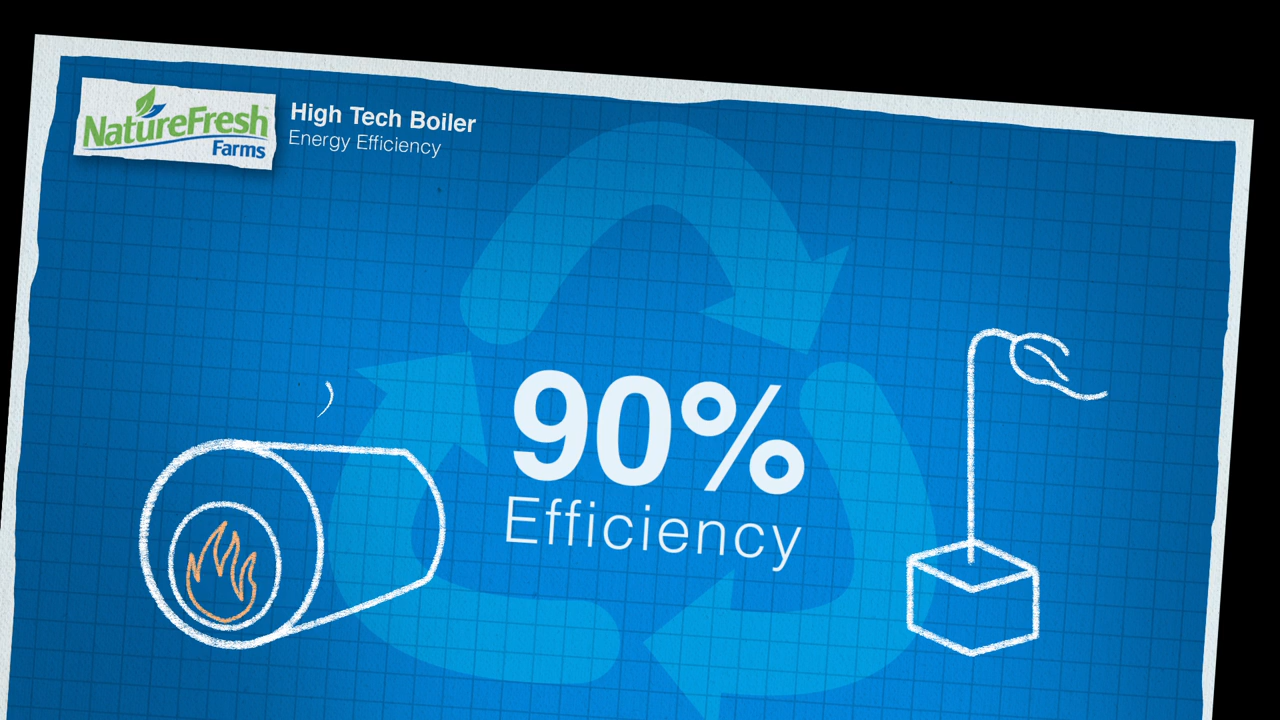 NatureFresh
Farms
High Tech Boiler
Energy Efficiency
90%
Efficiency